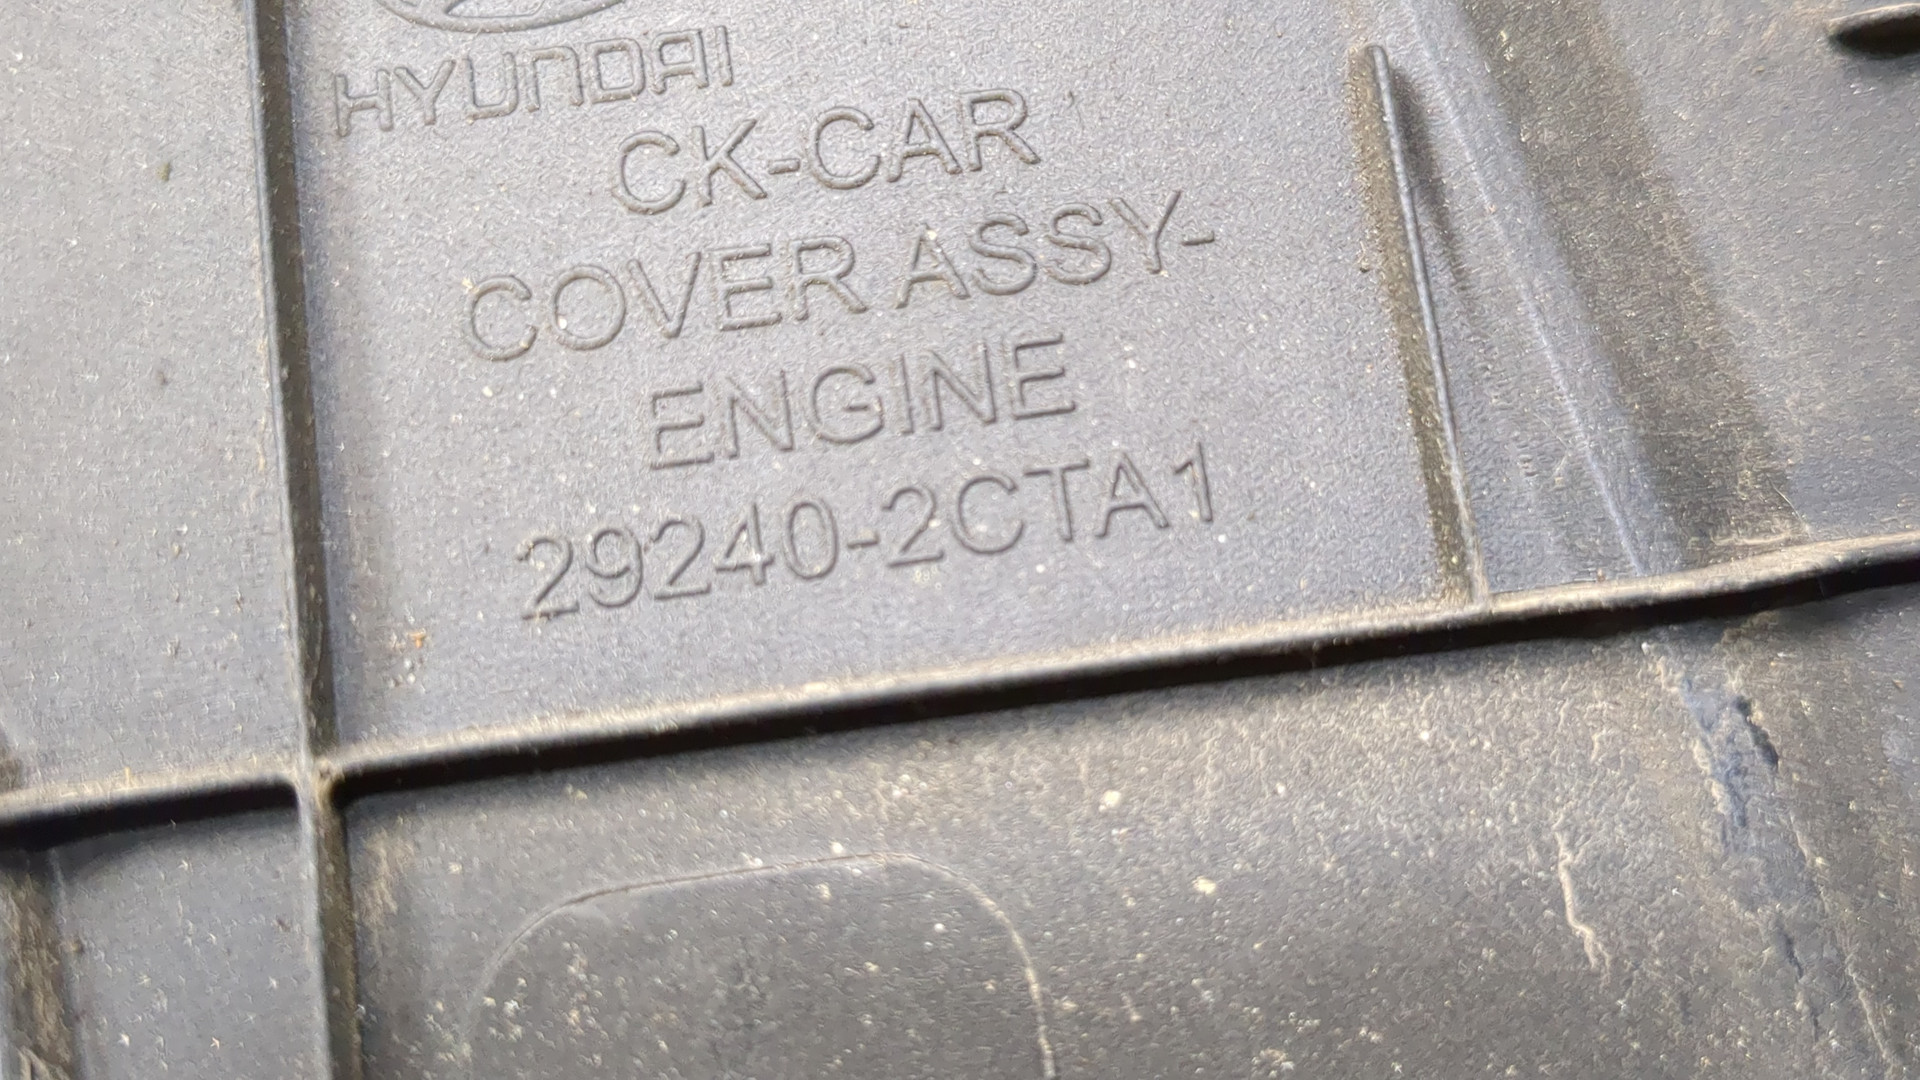 HYUNDAI
CK-CAR
COVER ASSY-
ENGINE
29240-2CTA1